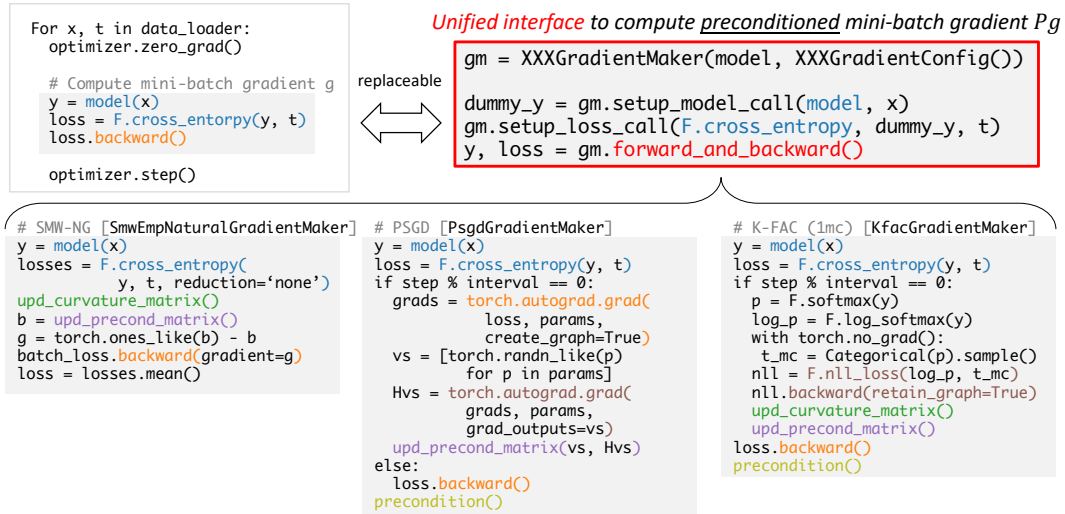 For x, t in data_loader:
optimizer.zero_grad()
# Compute mini-batch gradient g
y = model(x)
loss = F.cross_entorpy(y, t)
loss.backward()
optimizer.step()
replaceable
Unified interface to compute preconditioned mini-batch gradient Pg
gm = XXXGradientMaker(model, XXXGradientConfig())
dummy_y = gm.setup_model_call(model, x)
gm.setup_loss_call(F.cross_entropy, dummy_y, t)
y, loss = gm.forward_and_backward()
# SMW-NG [SmwEmpNaturalGradientMaker]
y = model(x)
losses = F.cross_entropy(
y, t, reduction=‘none’)
upd_curvature_matrix()
b = upd_precond_matrix()
g = torch.ones_like(b) - b
batch_loss.backward(gradient=g)
loss = losses.mean()
# PSGD [PsgdGradientMaker]
y = model(x)
loss = F.cross_entropy(y, t)
if step % interval == 0:
grads = torch.autograd.grad(
loss, params,
create_graph=True)
vs = [torch.randn_like(p)
for p in params]
Hvs = torch.autograd.grad(
grads, params,
grad_outputs=vs)
upd_precond_matrix(vs, Hvs)
else:
loss.backward()
precondition()
# K-FAC (1mc) [KfacGradientMaker]
y = model(x)
loss = F.cross_entropy(y, t)
if step % interval == 0:
p = F.softmax(y)
log_p = F.log_softmax(y)
with torch.no_grad():
t_mc = Categorical(p).sample()
nll = F.nll_loss(log_p, t_mc)
nll.backward(retain_graph=True)
upd_curvature_matrix()
upd_precond_matrix()
loss.backward()
precondition()